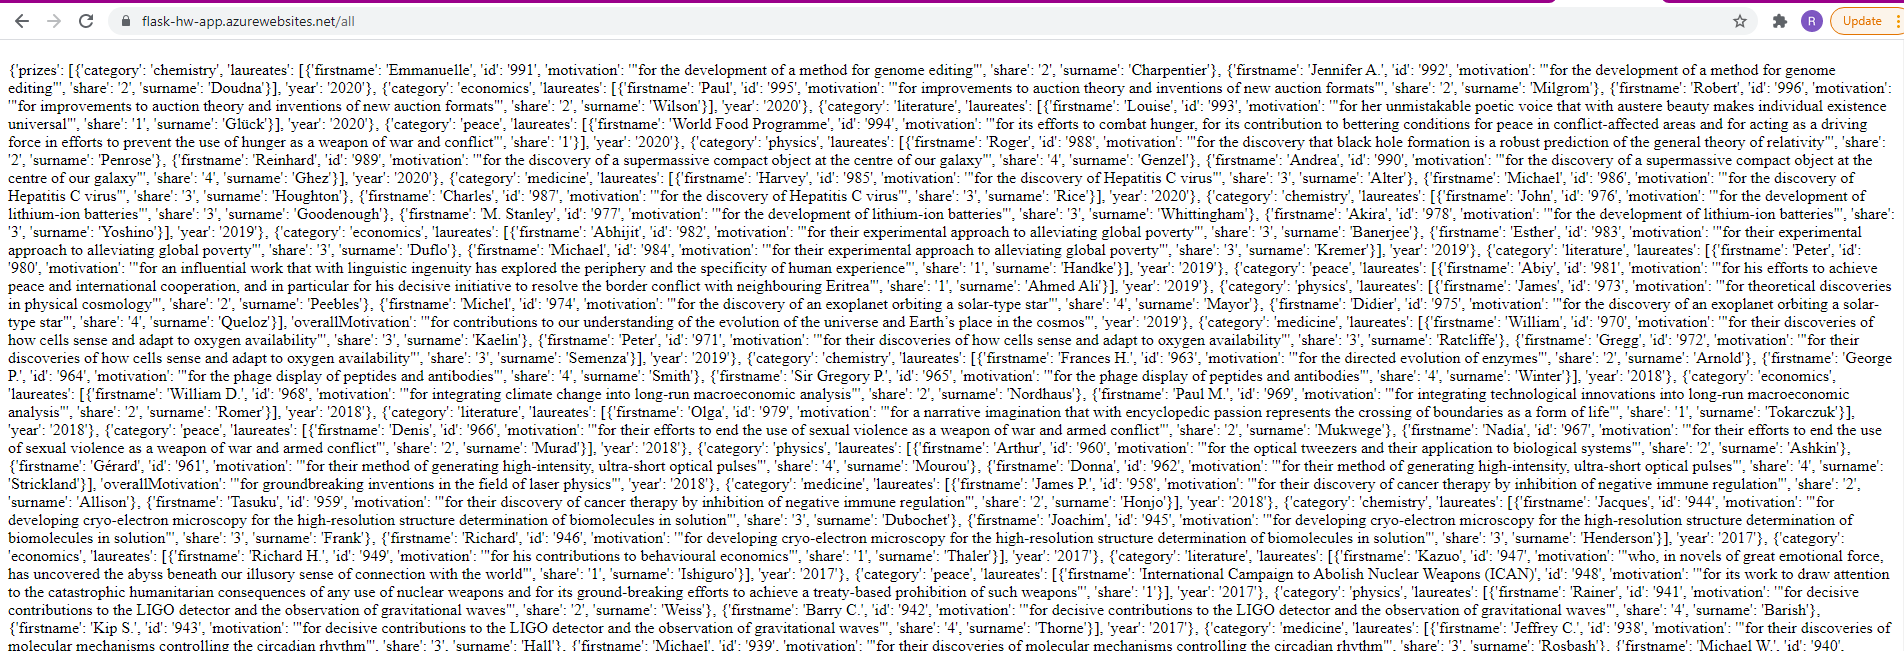 flask-hw-app.azurewebsites.net/all
R
Update
{'prizes': [{'category': 'chemistry', 'laureates': [{'firstname': 'Emmanuelle', 'id': '991', 'motivation': '"for the development of a method for genome editing"', 'share': '2', 'surname': 'Charpentier'}, {'firstname': 'Jennifer A.', 'id': '992', 'motivation': '"for the development of a method for genome
editing"', 'share': '2', 'surname': 'Doudna'}], 'year': '2020'}, {'category': 'economics', 'laureates': [{'firstname': 'Paul', 'id': '995', 'motivation': '"for improvements to auction theory and inventions of new auction formats"', 'share': '2', 'surname': 'Milgrom'}, {'firstname': 'Robert', 'id': '996', 'motivation':
'"for improvements to auction theory and inventions of new auction formats"', 'share': '2', 'surname': 'Wilson'}], 'year': '2020'}, {'category': 'literature', 'laureates': [{'firstname': 'Louise', 'id': '993', 'motivation': '"for her unmistakable poetic voice that with austere beauty makes individual existence
universal"', 'share': '1', 'surname': 'Glück'}], 'year': '2020'}, {'category': 'peace', 'laureates': [{'firstname': 'World Food Programme', 'id': '994', 'motivation': '"for its efforts to combat hunger, for its contribution to bettering conditions for peace in conflict-affected areas and for acting as a driving
force in efforts to prevent the use of hunger as a weapon of war and conflict"', 'share': '1'}], 'year': '2020'}, {'category': 'physics', 'laureates': [{'firstname': 'Roger', 'id': '988', 'motivation': '"for the discovery that black hole formation is a robust prediction of the general theory of relativity"', 'share':
'2', 'surname': 'Penrose'}, {'firstname': 'Reinhard', 'id': '989', 'motivation': '"for the discovery of a supermassive compact object at the centre of our galaxy"', 'share': '4', 'surname': 'Genzel'}, {'firstname': 'Andrea', 'id': '990', 'motivation': '"for the discovery of a supermassive compact object at the
centre of our galaxy"', 'share': '4', 'surname': 'Ghez'}], 'year': '2020'}, {'category': 'medicine', 'laureates': [{'firstname': 'Harvey', 'id': '985', 'motivation': '"for the discovery of Hepatitis C virus"', 'share': '3', 'surname': 'Alter'}, {'firstname': 'Michael', 'id': '986', 'motivation': '"for the discovery of
Hepatitis C virus"', 'share': '3', 'surname': 'Houghton'}, {'firstname': 'Charles', 'id': '987', 'motivation': '"for the discovery of Hepatitis C virus"', 'share': '3', 'surname': 'Rice'}], 'year': '2020'}, {'category': 'chemistry', 'laureates': [{'firstname': 'John', 'id': '976', 'motivation': '"for the development of
lithium-ion batteries"', 'share': '3', 'surname': 'Goodenough'}, {'firstname': 'M. Stanley', 'id': '977', 'motivation': '"for the development of lithium-ion batteries"', 'share': '3', 'surname': 'Whittingham'}, {'firstname': 'Akira', 'id': '978', 'motivation': '"for the development of lithium-ion batteries"', 'share':
'3', 'surname': 'Yoshino'}], 'year': '2019'}, {'category': 'economics', 'laureates': [{'firstname': 'Abhijit', 'id': '982', 'motivation': '"for their experimental approach to alleviating global poverty"', 'share': '3', 'surname': 'Banerjee'}, {'firstname': 'Esther', 'id': '983', 'motivation': '"for their experimental
approach to alleviating global poverty"', 'share': '3', 'surname': 'Duflo'}, {'firstname': 'Michael', 'id': '984', 'motivation': '"for their experimental approach to alleviating global poverty"', 'share': '3', 'surname': 'Kremer'}], 'year': '2019'}, {'category': 'literature', 'laureates': [{'firstname': 'Peter', 'id':
'980', 'motivation': '"for an influential work that with linguistic ingenuity has explored the periphery and the specificity of human experience"', 'share': '1', 'surname': 'Handke'}], 'year': '2019'}, {'category': 'peace', 'laureates': [{'firstname': 'Abiy', 'id': '981', 'motivation': '"for his efforts to achieve
peace and international cooperation, and in particular for his decisive initiative to resolve the border conflict with neighbouring Eritrea"', 'share': '1', 'surname': 'Ahmed Ali'}], 'year': '2019'}, {'category': 'physics', 'laureates': [{'firstname': 'James', 'id': '973', 'motivation': '"for theoretical discoveries
in physical cosmology"', 'share': '2', 'surname': 'Peebles'}, {'firstname': 'Michel', 'id': '974', 'motivation': '"for the discovery of an exoplanet orbiting a solar-type star"', 'share': '4', 'surname': 'Mayor'}, {'firstname': 'Didier', 'id': '975', 'motivation': '"for the discovery of an exoplanet orbiting a solar-
type star"', 'share': '4', 'surname': 'Queloz'}], 'overallMotivation': '"for contributions to our understanding of the evolution of the universe and Earth’s place in the cosmos"', 'year': '2019'}, {'category': 'medicine', 'laureates': [{'firstname': 'William', 'id': '970', 'motivation': '"for their discoveries of
how cells sense and adapt to oxygen availability"', 'share': '3', 'surname': 'Kaelin'}, {'firstname': 'Peter', 'id': '971', 'motivation': '"for their discoveries of how cells sense and adapt to oxygen availability"', 'share': '3', 'surname': 'Ratcliffe'}, {'firstname': 'Gregg', 'id': '972', 'motivation': '"for their
discoveries of how cells sense and adapt to oxygen availability"', 'share': '3', 'surname': 'Semenza'}], 'year': '2019'}, {'category': 'chemistry', 'laureates': [{'firstname': 'Frances H.', 'id': '963', 'motivation': '"for the directed evolution of enzymes"', 'share': '2', 'surname': 'Arnold'}, {'firstname': 'George
P.', 'id': '964', 'motivation': '"for the phage display of peptides and antibodies"', 'share': '4', 'surname': 'Smith'}, {'firstname': 'Sir Gregory P.', 'id': '965', 'motivation': '"for the phage display of peptides and antibodies"', 'share': '4', 'surname': 'Winter'}], 'year': '2018'}, {'category': 'economics',
'laureates': [{'firstname': 'William D.', 'id': '968', 'motivation': '"for integrating climate change into long-run macroeconomic analysis"', 'share': '2', 'surname': 'Nordhaus'}, {'firstname': 'Paul M.', 'id': '969', 'motivation': '"for integrating technological innovations into long-run macroeconomic
analysis"', 'share': '2', 'surname': 'Romer'}], 'year': '2018'}, {'category': 'literature', 'laureates': [{'firstname': 'Olga', 'id': '979', 'motivation': '"for a narrative imagination that with encyclopedic passion represents the crossing of boundaries as a form of life"', 'share': '1', 'surname': 'Tokarczuk'}],
'year': '2018'}, {'category': 'peace', 'laureates': [{'firstname': 'Denis', 'id': '966', 'motivation': '"for their efforts to end the use of sexual violence as a weapon of war and armed conflict"', 'share': '2', 'surname': 'Mukwege'}, {'firstname': 'Nadia', 'id': '967', 'motivation': '"for their efforts to end the use
of sexual violence as a weapon of war and armed conflict"', 'share': '2', 'surname': 'Murad'}], 'year': '2018'}, {'category': 'physics', 'laureates': [{'firstname': 'Arthur', 'id': '960', 'motivation': '"for the optical tweezers and their application to biological systems"', 'share': '2', 'surname': 'Ashkin'},
{'firstname': 'Gérard', 'id': '961', 'motivation': '"for their method of generating high-intensity, ultra-short optical pulses"', 'share': '4', 'surname': 'Mourou'}, {'firstname': 'Donna', 'id': '962', 'motivation': '"for their method of generating high-intensity, ultra-short optical pulses"', 'share': '4', 'surname':
'Strickland'}], 'overallMotivation': '"for groundbreaking inventions in the field of laser physics"', 'year': '2018'}, {'category': 'medicine', 'laureates': [{'firstname': 'James P.', 'id': '958', 'motivation': '"for their discovery of cancer therapy by inhibition of negative immune regulation"', 'share': '2',
'surname': 'Allison'}, {'firstname': 'Tasuku', 'id': '959', 'motivation': '"for their discovery of cancer therapy by inhibition of negative immune regulation"', 'share': '2', 'surname': 'Honjo'}], 'year': '2018'}, {'category': 'chemistry', 'laureates': [{'firstname': 'Jacques', 'id': '944', 'motivation': '"for
developing cryo-electron microscopy for the high-resolution structure determination of biomolecules in solution"', 'share': '3', 'surname': 'Dubochet'}, {'firstname': 'Joachim', 'id': '945', 'motivation': '"for developing cryo-electron microscopy for the high-resolution structure determination of
biomolecules in solution"', 'share': '3', 'surname': 'Frank'}, {'firstname': 'Richard', 'id': '946', 'motivation': '"for developing cryo-electron microscopy for the high-resolution structure determination of biomolecules in solution"', 'share': '3', 'surname': 'Henderson'}], 'year': '2017'}, {'category':
'economics', 'laureates': [{'firstname': 'Richard H.', 'id': '949', 'motivation': '"for his contributions to behavioural economics"', 'share': '1', 'surname': 'Thaler'}], 'year': '2017'}, {'category': 'literature', 'laureates': [{'firstname': 'Kazuo', 'id': '947', 'motivation': '"who, in novels of great emotional force,
has uncovered the abyss beneath our illusory sense of connection with the world"', 'share': '1', 'surname': 'Ishiguro'}], 'year': '2017'}, {'category': 'peace', 'laureates': [{'firstname': 'International Campaign to Abolish Nuclear Weapons (ICAN)', 'id': '948', 'motivation': '"for its work to draw attention
to the catastrophic humanitarian consequences of any use of nuclear weapons and for its ground-breaking efforts to achieve a treaty-based prohibition of such weapons"', 'share': '1'}], 'year': '2017'}, {'category': 'physics', 'laureates': [{'firstname': 'Rainer', 'id': '941', 'motivation': '"for decisive
contributions to the LIGO detector and the observation of gravitational waves"', 'share': '2', 'surname': 'Weiss'}, {'firstname': 'Barry C.', 'id': '942', 'motivation': '"for decisive contributions to the LIGO detector and the observation of gravitational waves"', 'share': '4', 'surname': 'Barish'},
{'firstname': 'Kip S.', 'id': '943', 'motivation': '"for decisive contributions to the LIGO detector and the observation of gravitational waves"', 'share': '4', 'surname': 'Thorne'}], 'year': '2017'}, {'category': 'medicine', 'laureates': [{'firstname': 'Jeffrey C.', 'id': '938', 'motivation': '"for their discoveries of
molecular mechanisms controlling the circadian rhythm"', 'share': '3', 'surname': 'Hall'}, {'firstname': 'Michael', 'id': '939', 'motivation': '"for their discoveries of molecular mechanisms controlling the circadian rhythm"', 'share': '3', 'surname': 'Rosbash'}, {'firstname': 'Michael W.', 'id': '940',